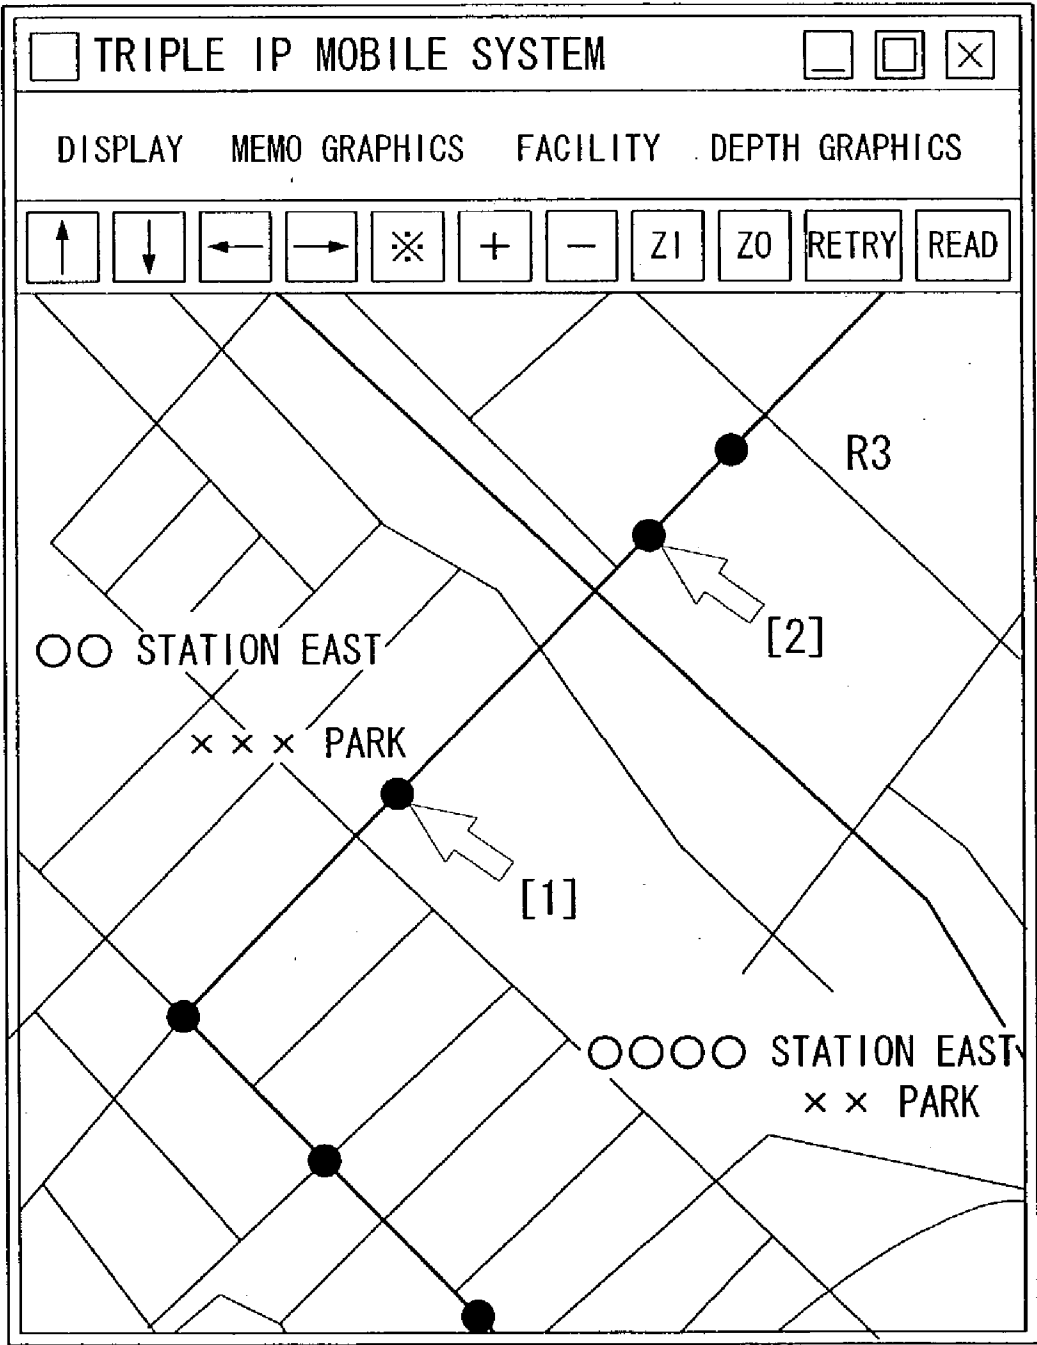 TRIPLE IP MOBILE SYSTEM
DISPLAY MEMO GRAPHICS FACILITY DEPTH GRAPHICS
↑ ↓ ← → ※ + − ZI ZO RETRY READ
R3
[2]
○○ STATION EAST
××× PARK
[1]
○○○○ STATION EAST
×× PARK